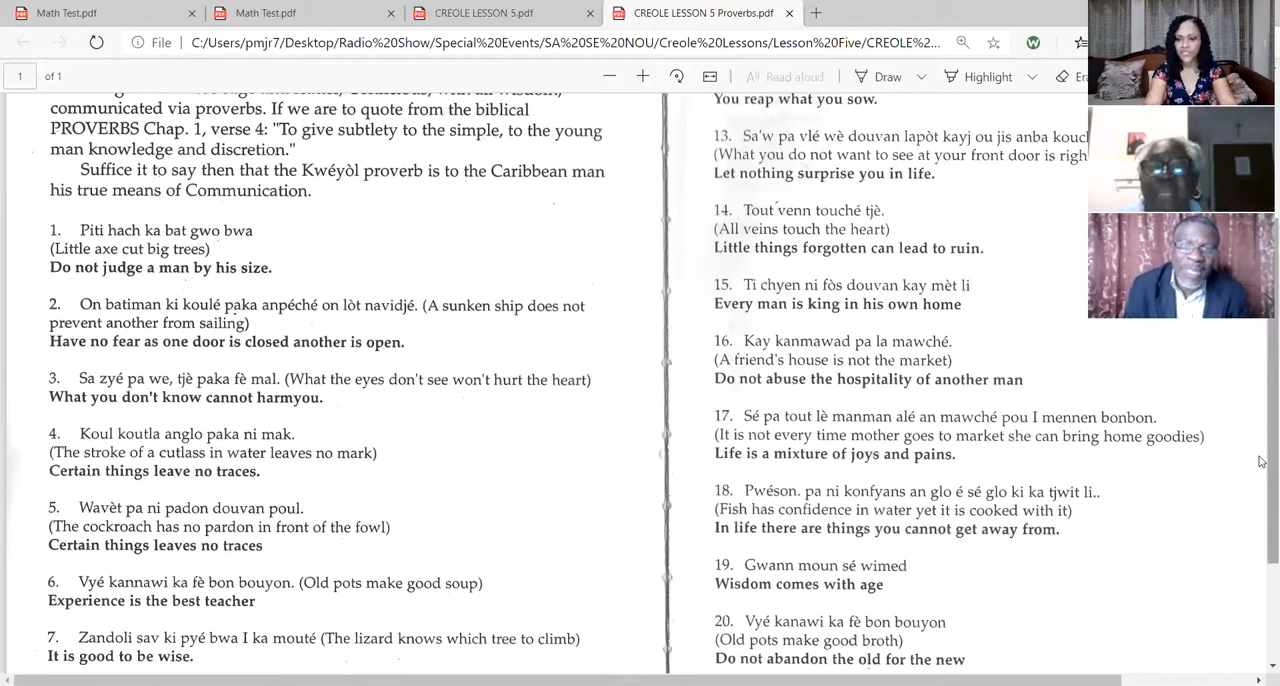 Math Test.pdf
Math Test.pdf
CREOLE LESSON 5.pdf
CREOLE LESSON 5 Proverbs.pdf
File
C:/Users/pmjr7/Desktop/Radio%20Show/Special%20Events/SA%20SE%20NOU/Creole%20Lessons/Lesson%20Five/CREOLE%2...
W
1 of 1
Read aloud
Draw
Highlight
Era
communicated via proverbs. If we are to quote from the biblical
PROVERBS Chap. 1, verse 4: "To give subtlety to the simple, to the young
man knowledge and discretion."
Suffice it to say then that the Kwéyòl proverb is to the Caribbean man
his true means of Communication.
1. Piti hach ka bat gwo bwa
(Little axe cut big trees)
Do not judge a man by his size.
2. On batiman ki koulé paka anpéché on lòt navidjé. (A sunken ship does not
prevent another from sailing)
Have no fear as one door is closed another is open.
3. Sa zyé pa we, tjè paka fè mal. (What the eyes don't see won't hurt the heart)
What you don't know cannot harmyou.
4. Koul koutla anglo paka ni mak.
(The stroke of a cutlass in water leaves no mark)
Certain things leave no traces.
5. Wavèt pa ni padon douvan poul.
(The cockroach has no pardon in front of the fowl)
Certain things leaves no traces
6. Vyé kannawi ka fè bon bouyon. (Old pots make good soup)
Experience is the best teacher
7. Zandoli sav ki pyé bwa I ka mouté (The lizard knows which tree to climb)
It is good to be wise.
You reap what you sow.
13. Sa'w pa vlé wè douvan lapòt kayj ou jis anba kouch
(What you do not want to see at your front door is righ
Let nothing surprise you in life.
14. Tout venn touché tjè.
(All veins touch the heart)
Little things forgotten can lead to ruin.
15. Ti chyen ni fòs douvan kay mèt li
Every man is king in his own home
16. Kay kanmawad pa la mawché.
(A friend's house is not the market)
Do not abuse the hospitality of another man
17. Sé pa tout lè manman alé an mawché pou I mennen bonbon.
(It is not every time mother goes to market she can bring home goodies)
Life is a mixture of joys and pains.
18. Pwéson. pa ni konfyans an glo é sé glo ki ka tjwit li..
(Fish has confidence in water yet it is cooked with it)
In life there are things you cannot get away from.
19. Gwann moun sé wimed
Wisdom comes with age
20. Vyé kanawi ka fè bon bouyon
(Old pots make good broth)
Do not abandon the old for the new